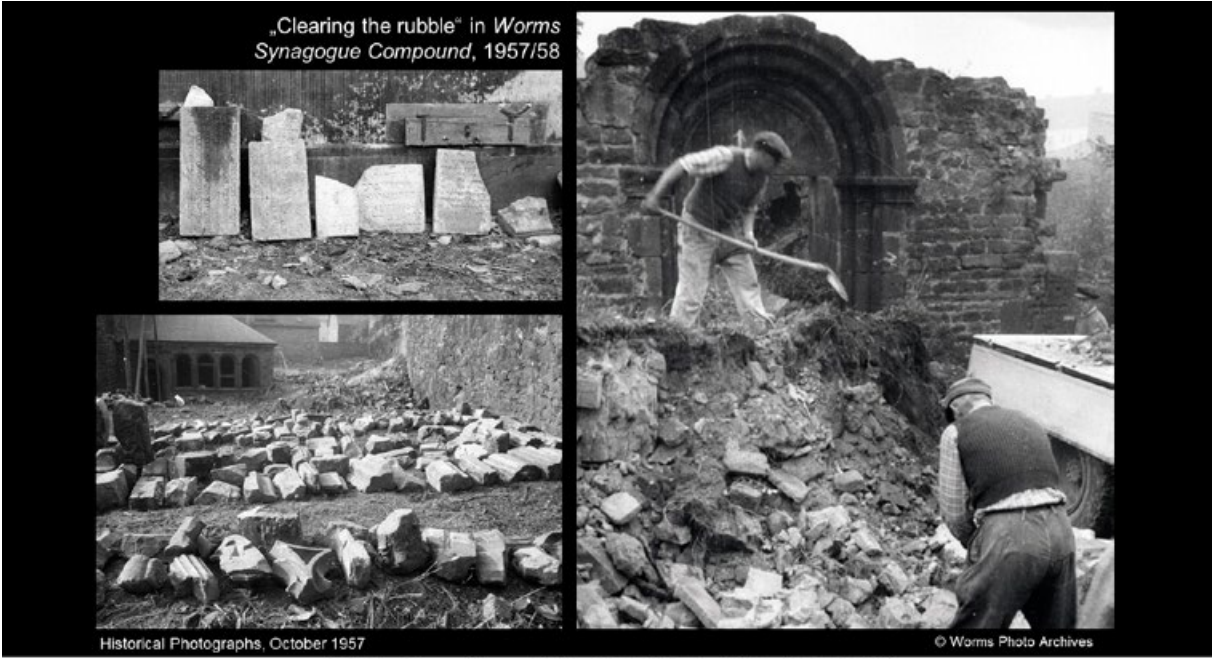 „Clearing the rubble“ in Worms
Synagogue Compound, 1957/58
Historical Photographs, October 1957
© Worms Photo Archives